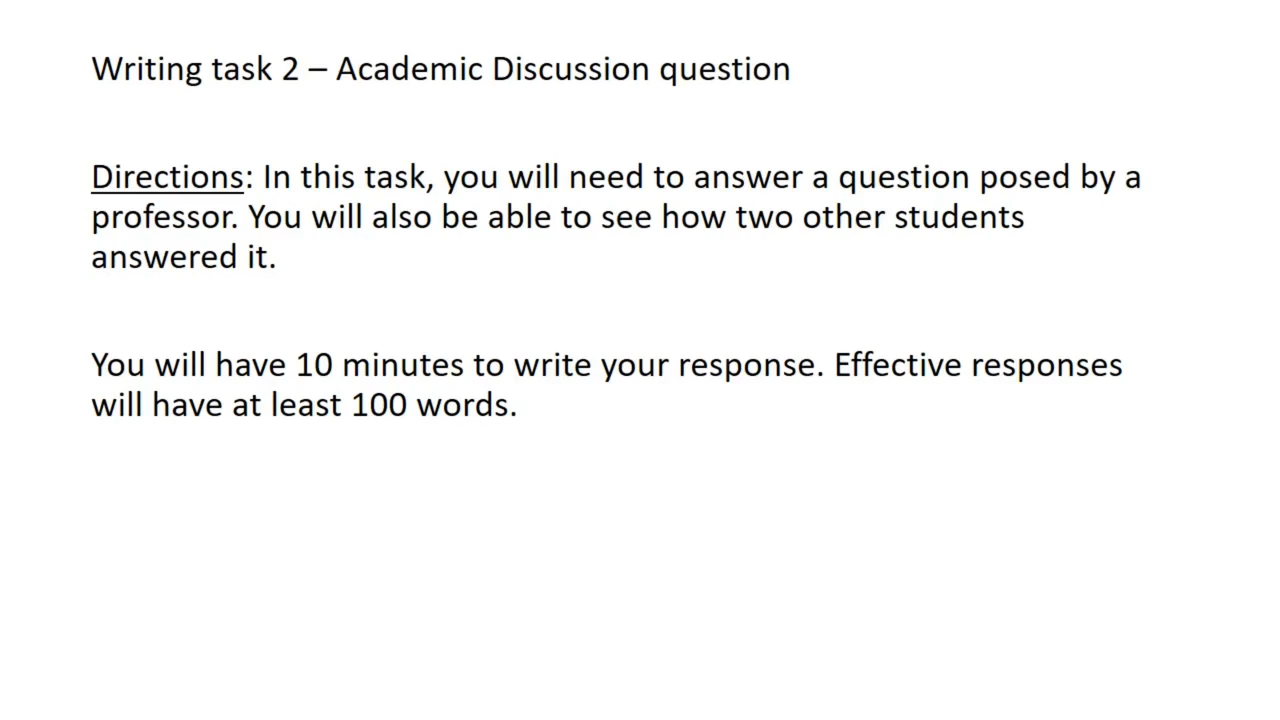 Writing task 2 – Academic Discussion question
Directions: In this task, you will need to answer a question posed by a
professor. You will also be able to see how two other students
answered it.
You will have 10 minutes to write your response. Effective responses
will have at least 100 words.